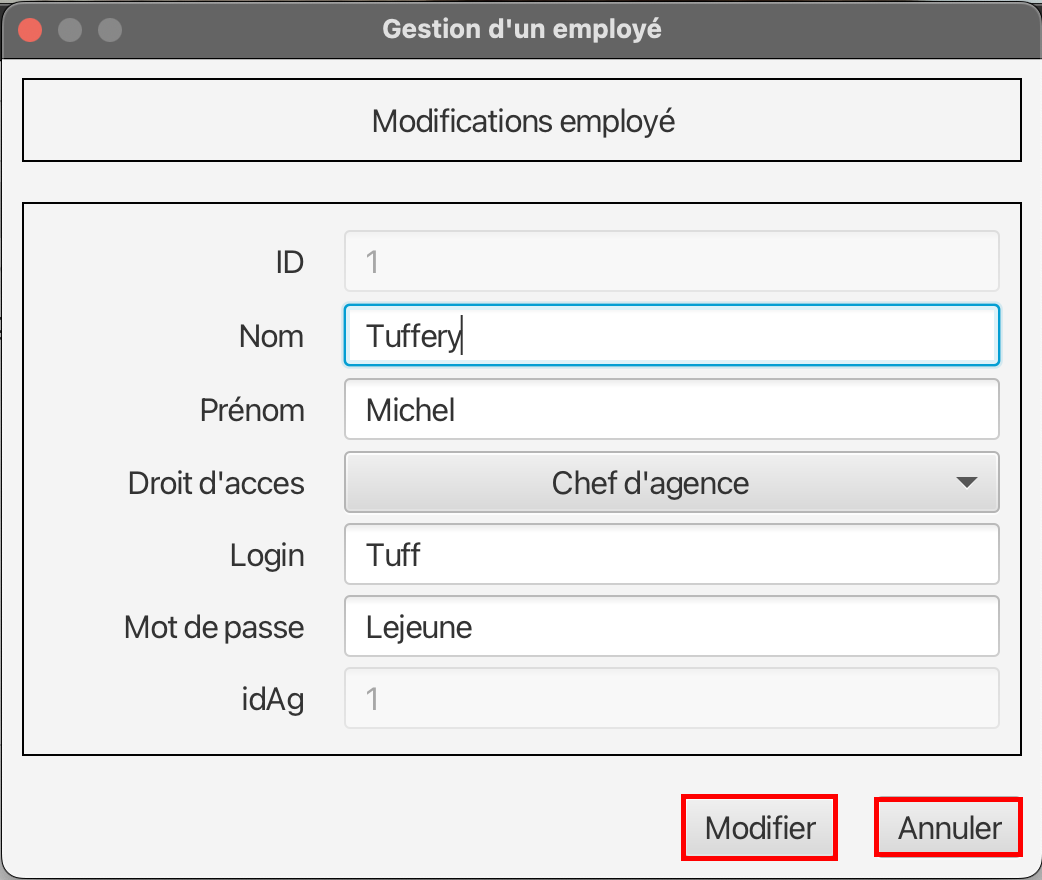 Gestion d'un employé
Modifications employé
ID 1
Nom Tuffery
Prénom Michel
Droit d'acces Chef d'agence
Login Tuff
Mot de passe Lejeune
idAg 1
Modifier Annuler